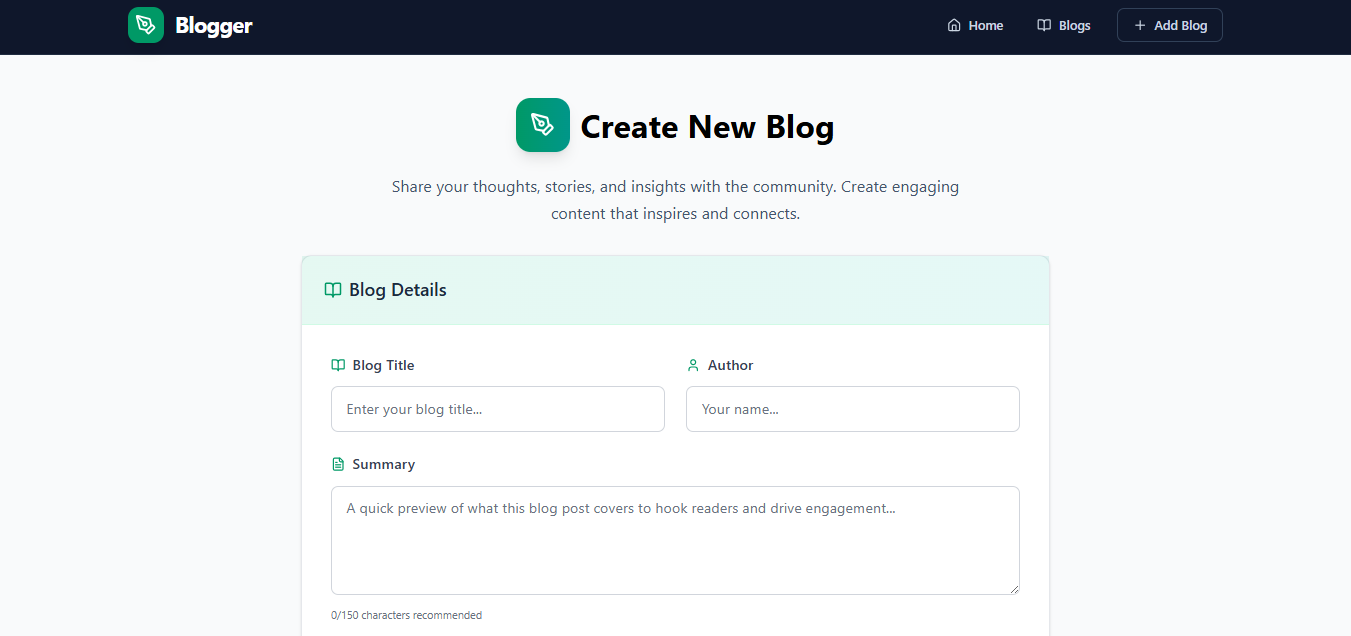 Blogger
Home
Blogs
Add Blog
Create New Blog
Share your thoughts, stories, and insights with the community. Create engaging
content that inspires and connects.
Blog Details
Blog Title
Author
Enter your blog title...
Your name...
Summary
A quick preview of what this blog post covers to hook readers and drive engagement...
0/150 characters recommended